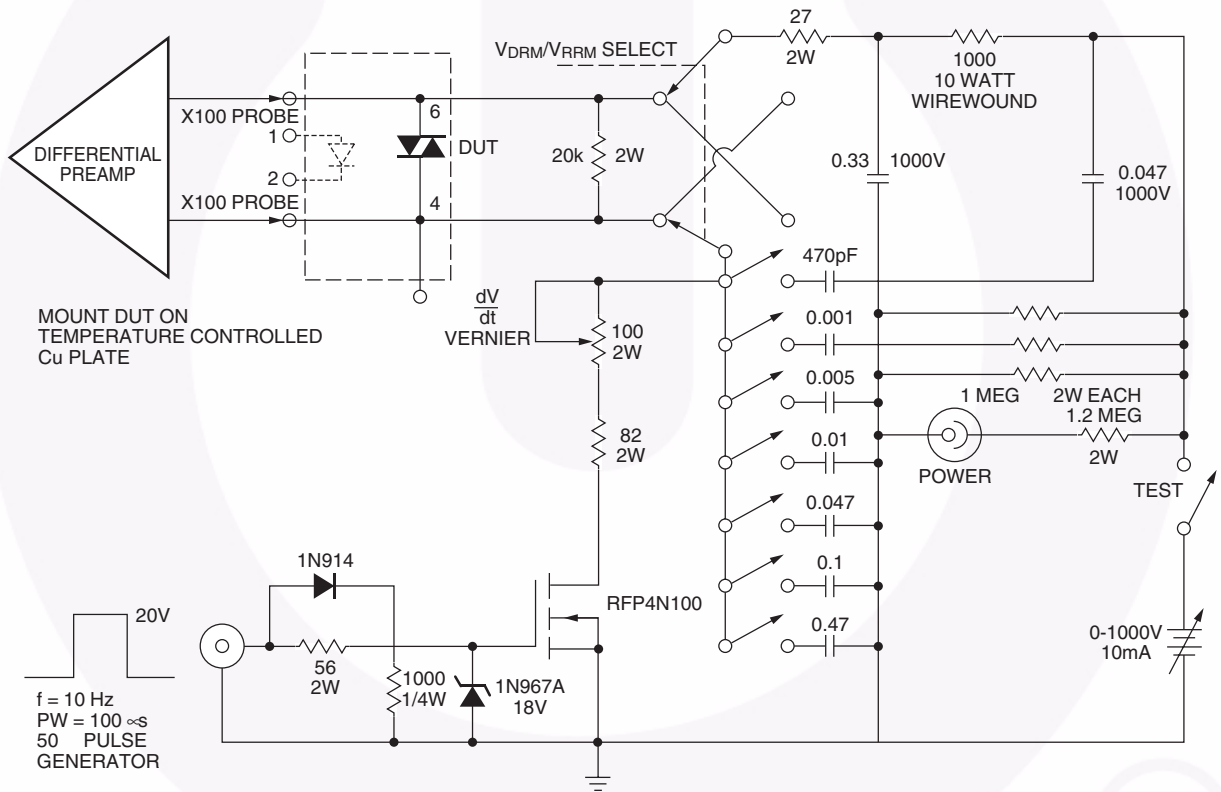 27
2W
V_DRM/V_RRM SELECT
1000
10 WATT
WIREWOUND
X100 PROBE
6
1
DIFFERENTIAL
PREAMP
DUT
20k
2W
0.33
1000V
0.047
1000V
2
X100 PROBE
4
470pF
MOUNT DUT ON
TEMPERATURE CONTROLLED
Cu PLATE
dV
dt
VERNIER
100
2W
0.001
0.005
1 MEG
2W EACH
1.2 MEG
82
2W
0.01
POWER
2W
TEST
0.047
1N914
0.1
RFP4N100
20V
0.47
0-1000V
10mA
56
2W
1000
1/4W
1N967A
18V
f = 10 Hz
PW = 100 ∝s
50 PULSE
GENERATOR